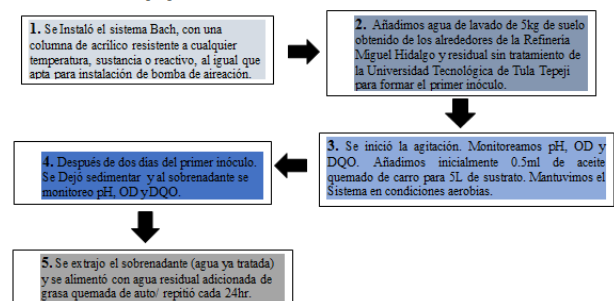 1. Se Instaló el sistema Bach, con una
columna de acrilico resistente a cualquier
temperatura, sustancia o reactivo, al igual que
apta para instalación de bomba de aireación.
2. Añadimos agua de lavado de 5kg de suelo
obtenido de los alrededores de la Refineria
Miguel Hidalgo y residual sin tratamiento de
la Universidad Tecnológica de Tula Tepeji
para formar el primer inóculo.
3. Se inició la agitación. Monitoreamos pH, OD y
DQO. Añadimos inicialmente 0.5ml de aceite
quemado de carro para 5L de sustrato. Mantuvimos el
Sistema en condiciones aerobias.
4. Después de dos días del primer inóculo.
Se Dejó sedimentar y al sobrenadante se
monitoreo pH, OD yDQO.
5. Se extrajo el sobrenadante (agua ya tratada)
y se alimentó con agua residual adicionada de
grasa quemada de auto/ repitió cada 24hr.